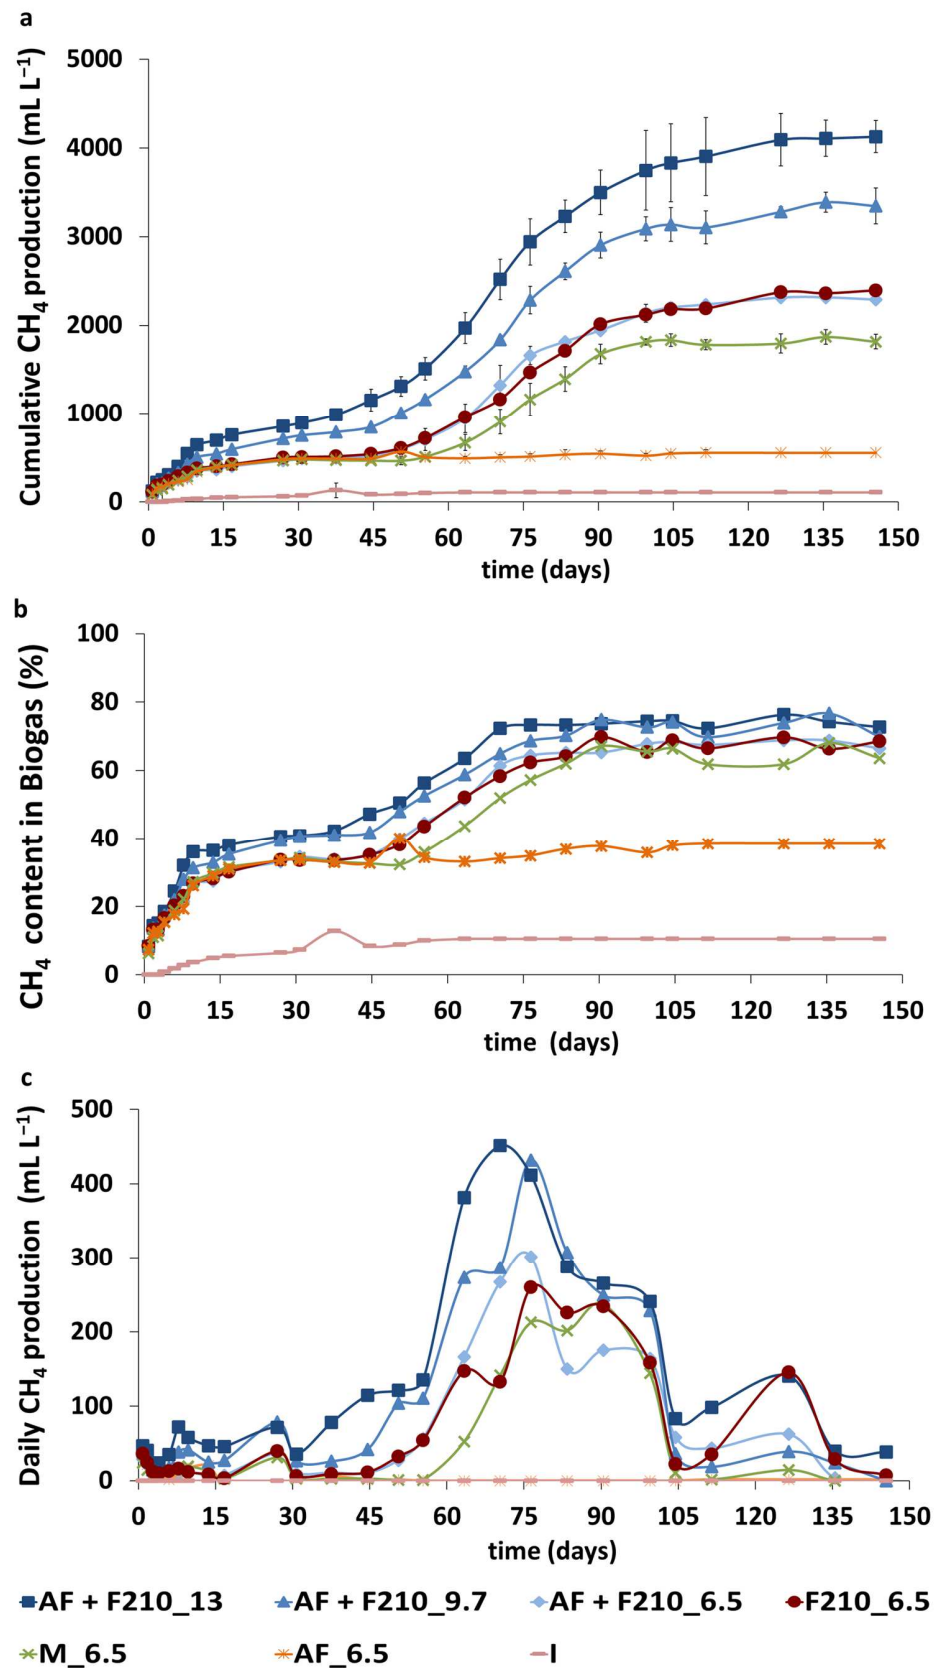 a
Cumulative CH₄ production (mL L⁻¹)
5000
4000
3000
2000
1000
0
0 15 30 45 60 75 90 105 120 135 150
time (days)
b
CH₄ content in Biogas (%)
100
80
60
40
20
0
0 15 30 45 60 75 90 105 120 135 150
time (days)
c
Daily CH₄ production (mL L⁻¹)
500
400
300
200
100
0
0 15 30 45 60 75 90 105 120 135 150
time (days)
AF + F210_13 AF + F210_9.7 AF + F210_6.5 F210_6.5
M_6.5 AF_6.5 I